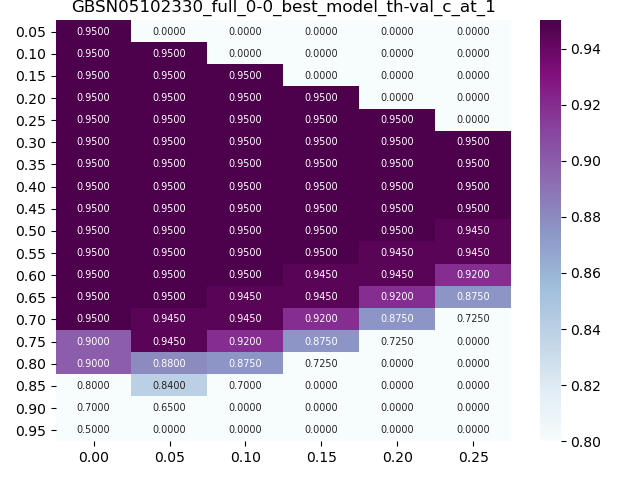 GBSN05102330_full_0-0_best_model_th-val_c_at_1
0.05 0.9500 0.0000 0.0000 0.0000 0.0000 0.0000
0.10 0.9500 0.9500 0.0000 0.0000 0.0000 0.0000
0.15 0.9500 0.9500 0.9500 0.0000 0.0000 0.0000
0.20 0.9500 0.9500 0.9500 0.9500 0.0000 0.0000
0.25 0.9500 0.9500 0.9500 0.9500 0.9500 0.0000
0.30 0.9500 0.9500 0.9500 0.9500 0.9500 0.9500
0.35 0.9500 0.9500 0.9500 0.9500 0.9500 0.9500
0.40 0.9500 0.9500 0.9500 0.9500 0.9500 0.9500
0.45 0.9500 0.9500 0.9500 0.9500 0.9500 0.9500
0.50 0.9500 0.9500 0.9500 0.9500 0.9500 0.9450
0.55 0.9500 0.9500 0.9500 0.9500 0.9450 0.9450
0.60 0.9500 0.9500 0.9500 0.9450 0.9450 0.9200
0.65 0.9500 0.9500 0.9450 0.9450 0.9200 0.8750
0.70 0.9500 0.9450 0.9450 0.9200 0.8750 0.7250
0.75 0.9000 0.9450 0.9200 0.8750 0.7250 0.0000
0.80 0.9000 0.8800 0.8750 0.7250 0.0000 0.0000
0.85 0.8000 0.8400 0.7000 0.0000 0.0000 0.0000
0.90 0.7000 0.6500 0.0000 0.0000 0.0000 0.0000
0.95 0.5000 0.0000 0.0000 0.0000 0.0000 0.0000
0.00 0.05 0.10 0.15 0.20 0.25
0.94
0.92
0.90
0.88
0.86
0.84
0.82
0.80